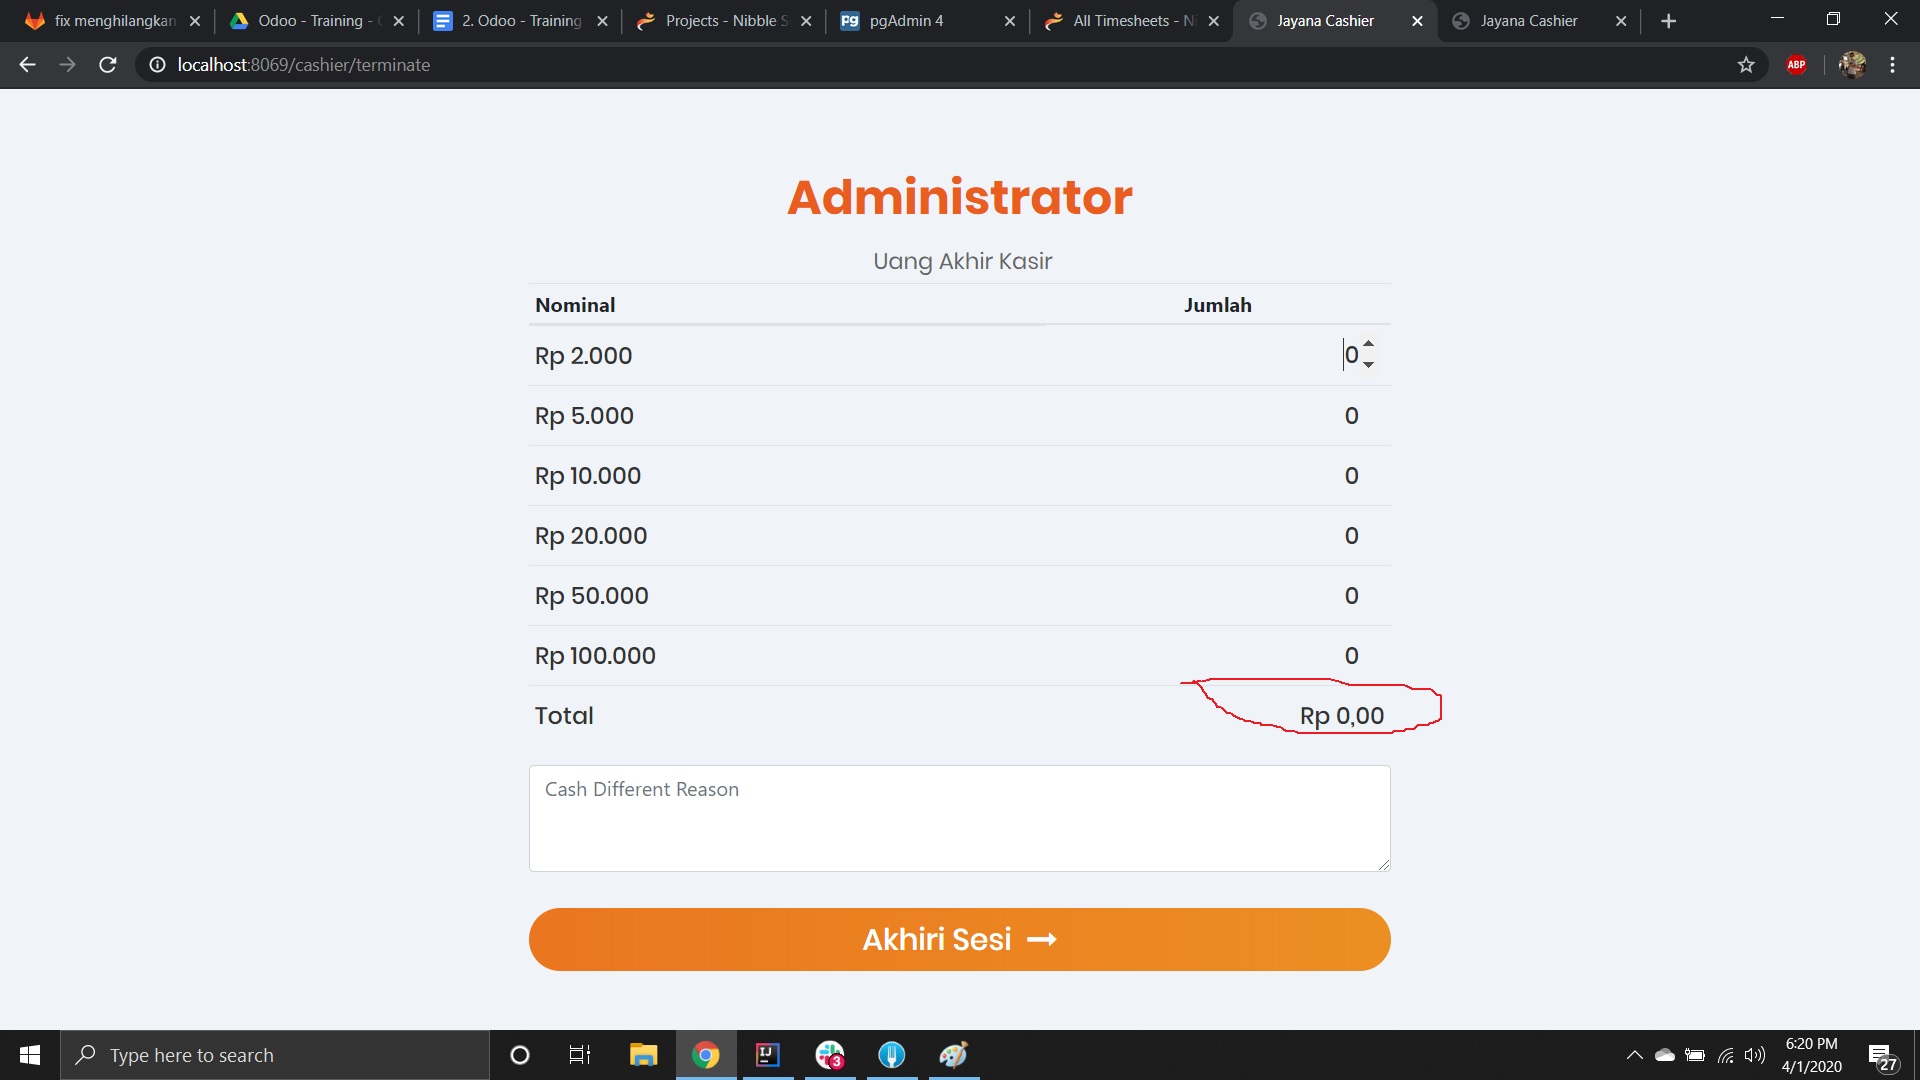 fix menghilangkan
Odoo - Training -
2. Odoo - Training
Projects - Nibble S
pgAdmin 4
All Timesheets - Ni
Jayana Cashier
Jayana Cashier
localhost:8069/cashier/terminate
ABP
Administrator
Uang Akhir Kasir
Nominal Jumlah
Rp 2.000 0
Rp 5.000 0
Rp 10.000 0
Rp 20.000 0
Rp 50.000 0
Rp 100.000 0
Total Rp 0,00
Cash Different Reason
Akhiri Sesi
Type here to search
IJ
3
6:20 PM
4/1/2020
27